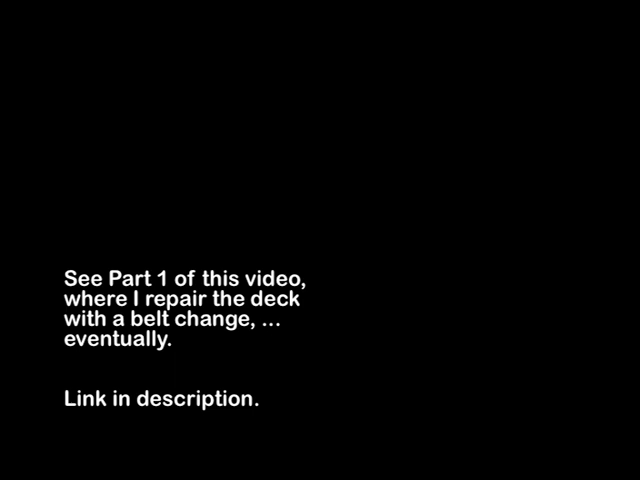 See Part 1 of this video,
where I repair the deck
with a belt change, ...
eventually.
Link in description.